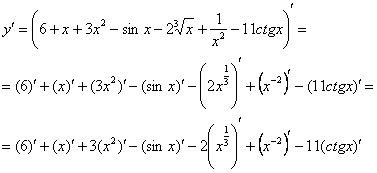 y′ = (6 + x + 3x² − sin x − 2∛x + 1/x² − 11ctgx)′ =
= (6)′ + (x)′ + (3x²)′ − (sin x)′ − (2x^(1/3))′ + (x⁻²)′ − (11ctgx)′ =
= (6)′ + (x)′ + 3(x²)′ − (sin x)′ − 2(x^(1/3))′ + (x⁻²)′ − 11(ctgx)′